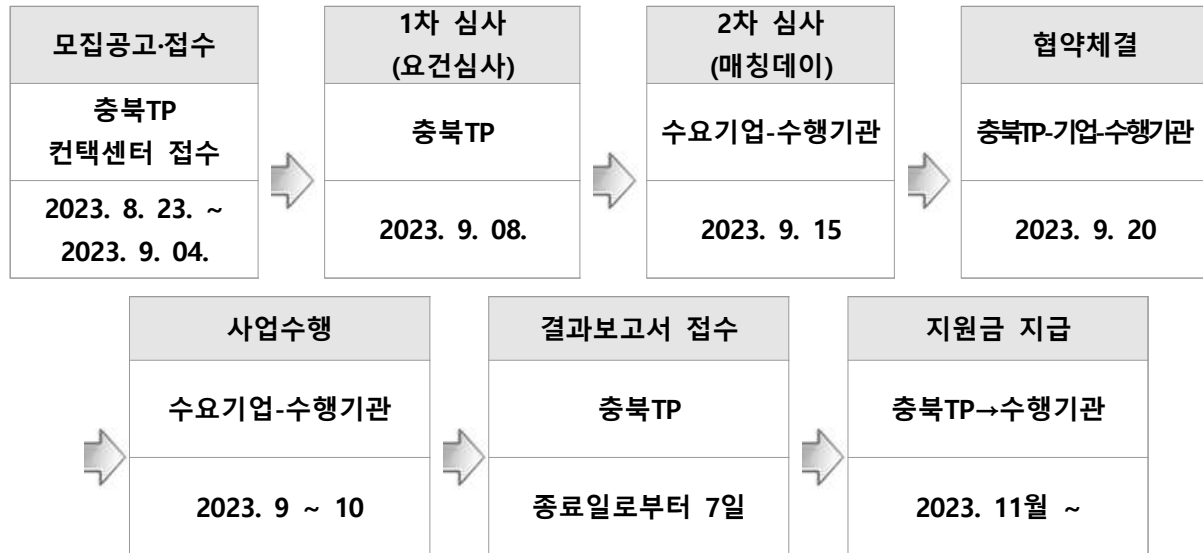 모집공고·접수
충북TP
컨택센터 접수
2023. 8. 23. ~
2023. 9. 04.
1차 심사
(요건심사)
충북TP
2023. 9. 08.
2차 심사
(매칭데이)
수요기업-수행기관
2023. 9. 15
협약체결
충북TP-기업-수행기관
2023. 9. 20
사업수행
수요기업-수행기관
2023. 9 ~ 10
결과보고서 접수
충북TP
종료일로부터 7일
지원금 지급
충북TP→수행기관
2023. 11월 ~